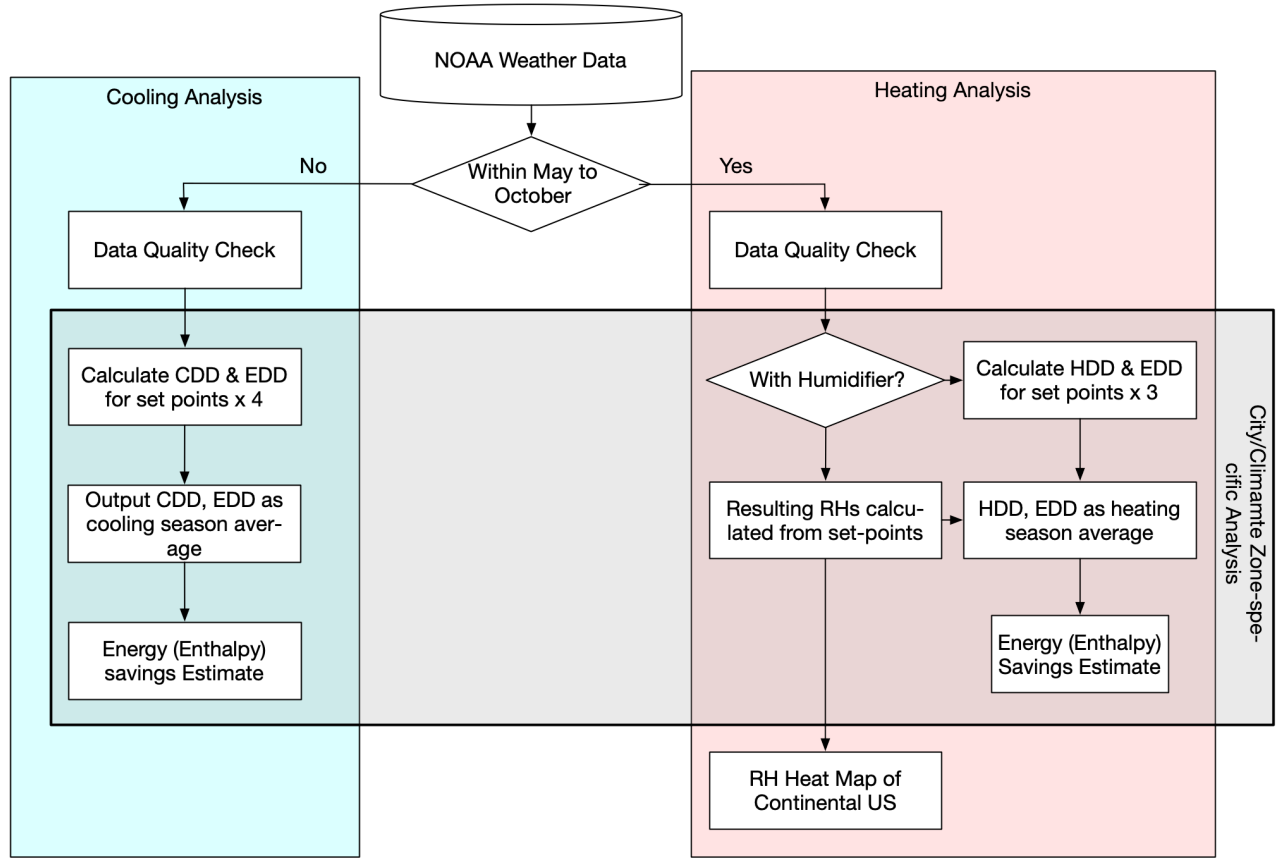 NOAA Weather Data
Cooling Analysis
Heating Analysis
No
Within May to
October
Yes
Data Quality Check
Data Quality Check
Calculate CDD & EDD
for set points x 4
With Humidifier?
Calculate HDD & EDD
for set points x 3
City/Climamte Zone-spe-
cific Analysis
Output CDD, EDD as
cooling season aver-
age
Resulting RHs calcu-
lated from set-points
HDD, EDD as heating
season average
Energy (Enthalpy)
savings Estimate
Energy (Enthalpy)
Savings Estimate
RH Heat Map of
Continental US